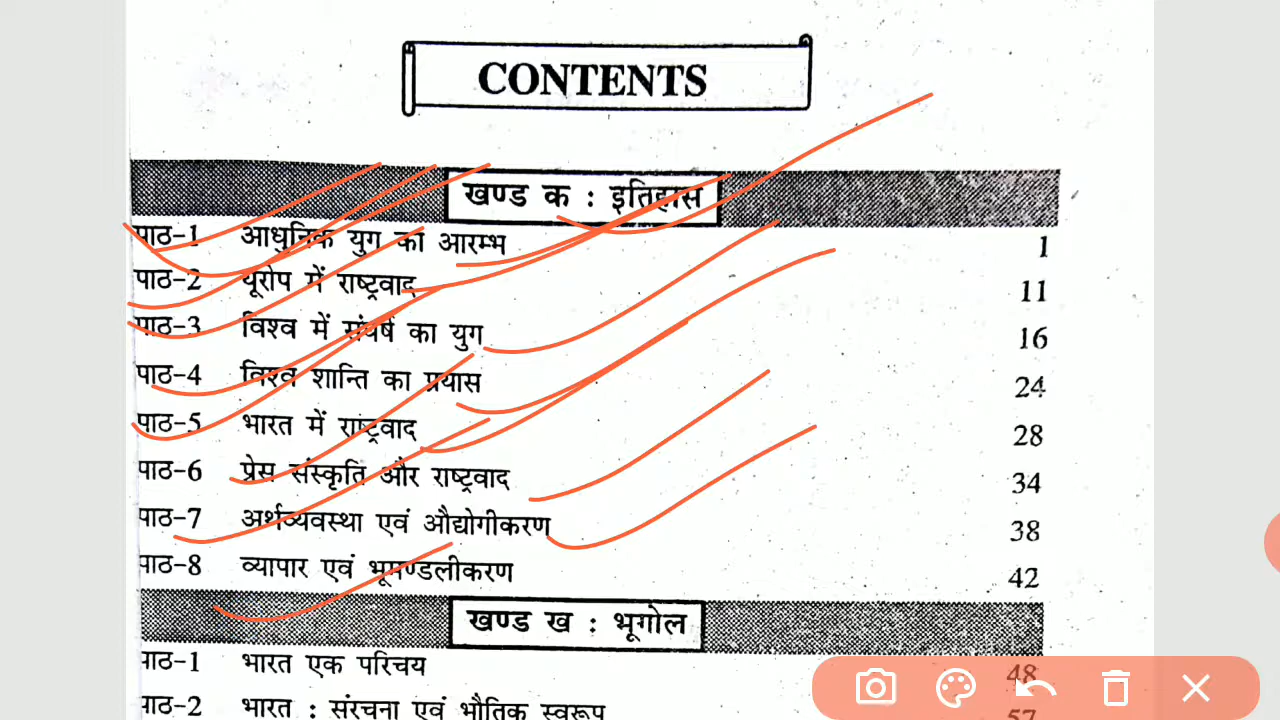 CONTENTS
खण्ड क : इतिहास
पाठ-1 आधुनिक युग का आरम्भ 1
पाठ-2 यूरोप में राष्ट्रवाद 11
पाठ-3 विश्व में संघर्ष का युग 16
पाठ-4 विश्व शान्ति का प्रयास 24
पाठ-5 भारत में राष्ट्रवाद 28
पाठ-6 प्रेस संस्कृति और राष्ट्रवाद 34
पाठ-7 अर्थव्यवस्था एवं औद्योगीकरण 38
पाठ-8 व्यापार एवं भूमण्डलीकरण 42
खण्ड ख : भूगोल
पाठ-1 भारत एक परिचय 48
पाठ-2 भारत : संरचना एवं भौतिक स्वरूप 57